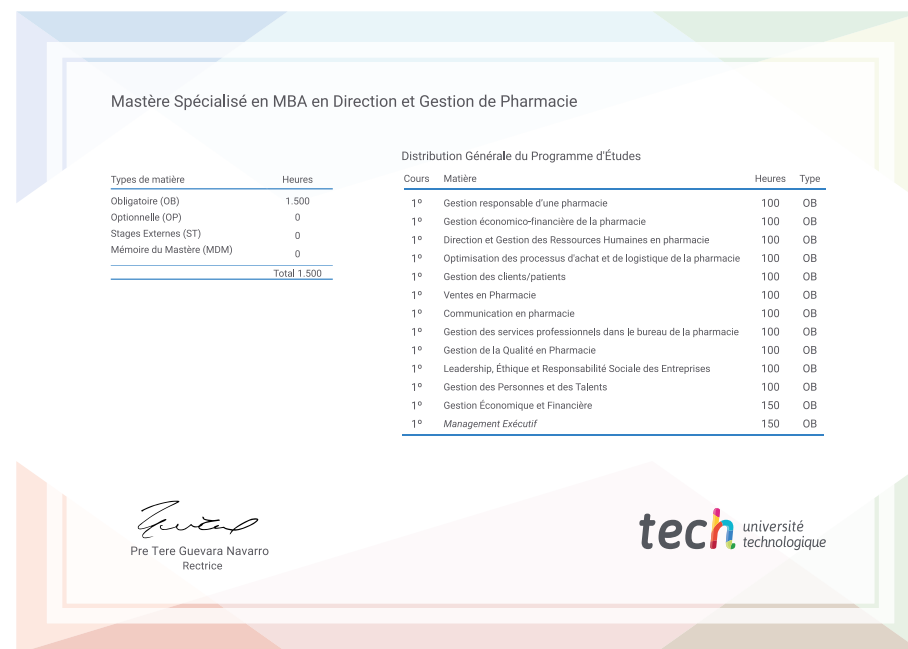 Mastère Spécialisé en MBA en Direction et Gestion de Pharmacie
Types de matière Heures
Obligatoire (OB) 1.500
Optionnelle (OP) 0
Stages Externes (ST) 0
Mémoire du Mastère (MDM) 0
Total 1.500
Distribution Générale du Programme d'Études
Cours Matière Heures Type
1º Gestion responsable d'une pharmacie 100 OB
1º Gestion économico-financière de la pharmacie 100 OB
1º Direction et Gestion des Ressources Humaines en pharmacie 100 OB
1º Optimisation des processus d'achat et de logistique de la pharmacie 100 OB
1º Gestion des clients/patients 100 OB
1º Ventes en Pharmacie 100 OB
1º Communication en pharmacie 100 OB
1º Gestion des services professionnels dans le bureau de la pharmacie 100 OB
1º Gestion de la Qualité en Pharmacie 100 OB
1º Leadership, Éthique et Responsabilité Sociale des Entreprises 100 OB
1º Gestion des Personnes et des Talents 100 OB
1º Gestion Économique et Financière 150 OB
1º Management Exécutif 150 OB
Pre Tere Guevara Navarro
Rectrice
tech université
technologique